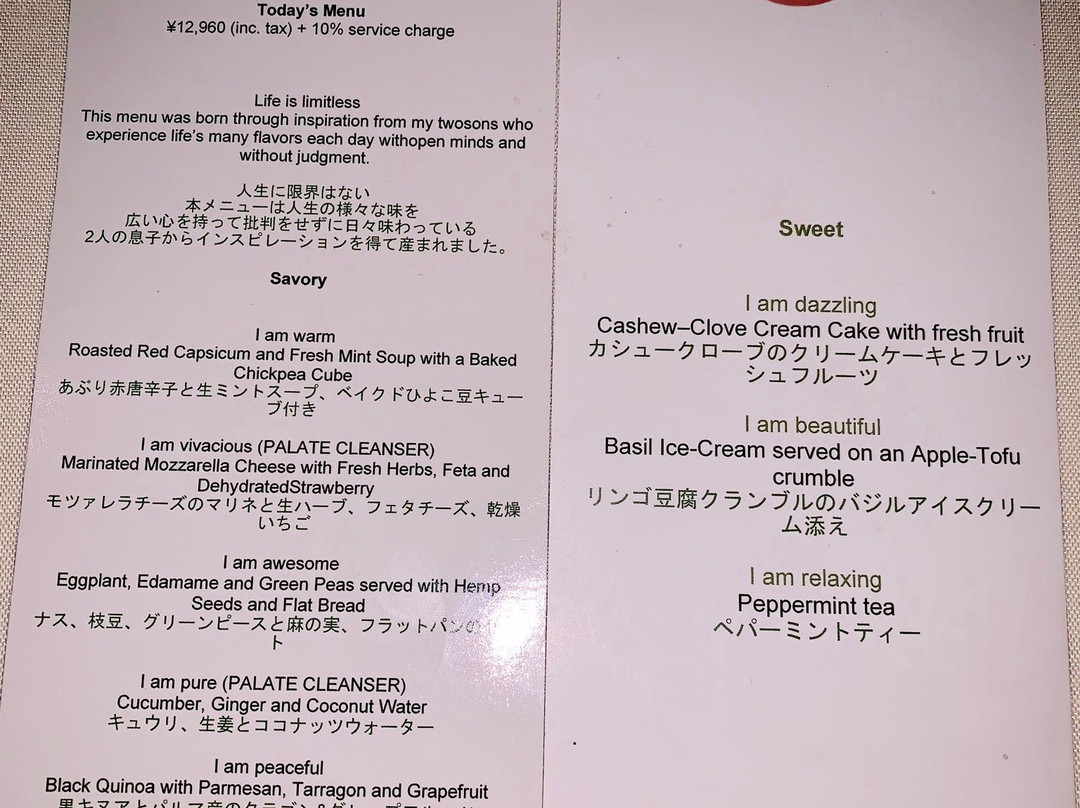 Today's Menu
¥12,960 (inc. tax) + 10% service charge
Life is limitless
This menu was born through inspiration from my twosons who
experience life's many flavors each day withopen minds and
without judgment.
人生に限界はない
本メニューは人生の様々な味を
広い心を持って批判をせずに日々味わっている
2人の息子からインスピレーションを得て産まれました。
Savory
I am warm
Roasted Red Capsicum and Fresh Mint Soup with a Baked
Chickpea Cube
あぶり赤唐辛子と生ミントスープ、ベイクドひよこ豆キュー
ブ付き
I am vivacious (PALATE CLEANSER)
Marinated Mozzarella Cheese with Fresh Herbs, Feta and
DehydratedStrawberry
モツァレラチーズのマリネと生ハーブ、フェタチーズ、乾燥
いちご
I am awesome
Eggplant, Edamame and Green Peas served with Hemp
Seeds and Flat Bread
ナス、枝豆、グリーンピースと麻の実、フラットパンの
ト
I am pure (PALATE CLEANSER)
Cucumber, Ginger and Coconut Water
キュウリ、生姜とココナッツウォーター
I am peaceful
Black Quinoa with Parmesan, Tarragon and Grapefruit
Sweet
I am dazzling
Cashew–Clove Cream Cake with fresh fruit
カシュークローブのクリームケーキとフレッ
シュフルーツ
I am beautiful
Basil Ice-Cream served on an Apple-Tofu
crumble
リンゴ豆腐クランブルのバジルアイスクリー
ム添え
I am relaxing
Peppermint tea
ペパーミントティー